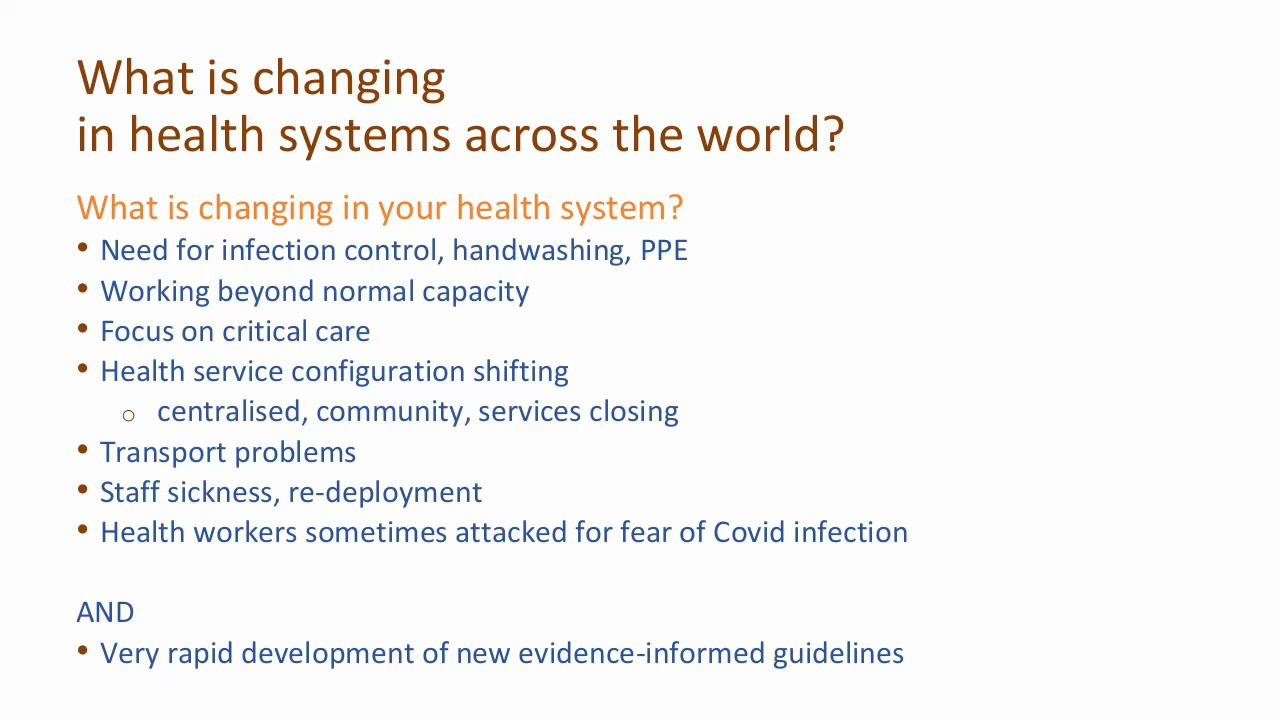 What is changing
in health systems across the world?
What is changing in your health system?
• Need for infection control, handwashing, PPE
• Working beyond normal capacity
• Focus on critical care
• Health service configuration shifting
o centralised, community, services closing
• Transport problems
• Staff sickness, re-deployment
• Health workers sometimes attacked for fear of Covid infection
AND
• Very rapid development of new evidence-informed guidelines